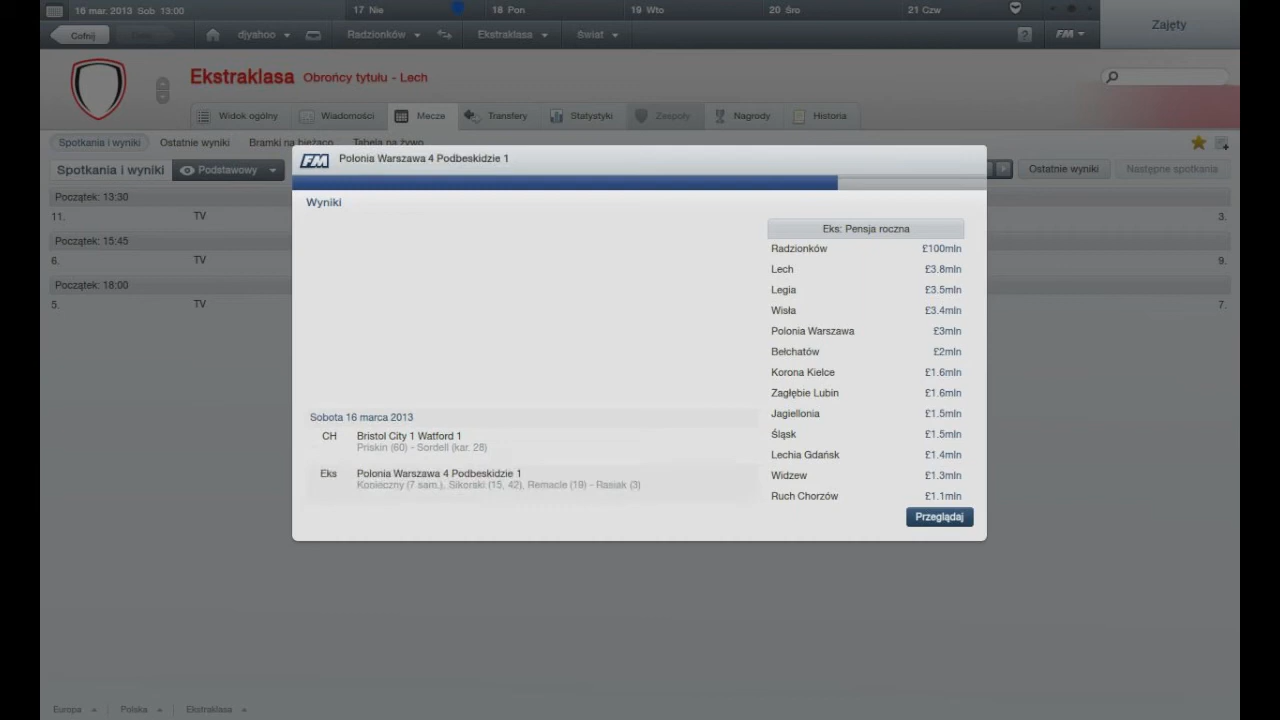 16 mar. 2013 Sob 13:00
17 Nie
18 Pon
19 Wto
20 Śro
21 Czw
Zajęty
Cofnij
djyahoo
Radzionków
Ekstraklasa
Świat
?
FM
Ekstraklasa Obrońcy tytułu - Lech
Widok ogólny
Wiadomości
Mecze
Transfery
Statystyki
Zespoły
Nagrody
Historia
Spotkania i wyniki
Ostatnie wyniki
Bramki na bieżąco
Tabela na żywo
Spotkania i wyniki
Podstawowy
Ostatnie wyniki
Następne spotkania
Początek: 13:30
11. TV 3.
Początek: 15:45
6. TV 9.
Początek: 18:00
5. TV 7.
FM Polonia Warszawa 4 Podbeskidzie 1
Wyniki
Sobota 16 marca 2013
CH Bristol City 1 Watford 1
Priskin (60) - Sordell (kar. 28)
Eks Polonia Warszawa 4 Podbeskidzie 1
Konieczny (7 sam.), Sikorski (15, 42), Remacle (19) - Rasiak (3)
Eks: Pensja roczna
Radzionków £100mln
Lech £3.8mln
Legia £3.5mln
Wisła £3.4mln
Polonia Warszawa £3mln
Bełchatów £2mln
Korona Kielce £1.6mln
Zagłębie Lubin £1.6mln
Jagiellonia £1.5mln
Śląsk £1.5mln
Lechia Gdańsk £1.4mln
Widzew £1.3mln
Ruch Chorzów £1.1mln
Przeglądaj
Europa
Polska
Ekstraklasa